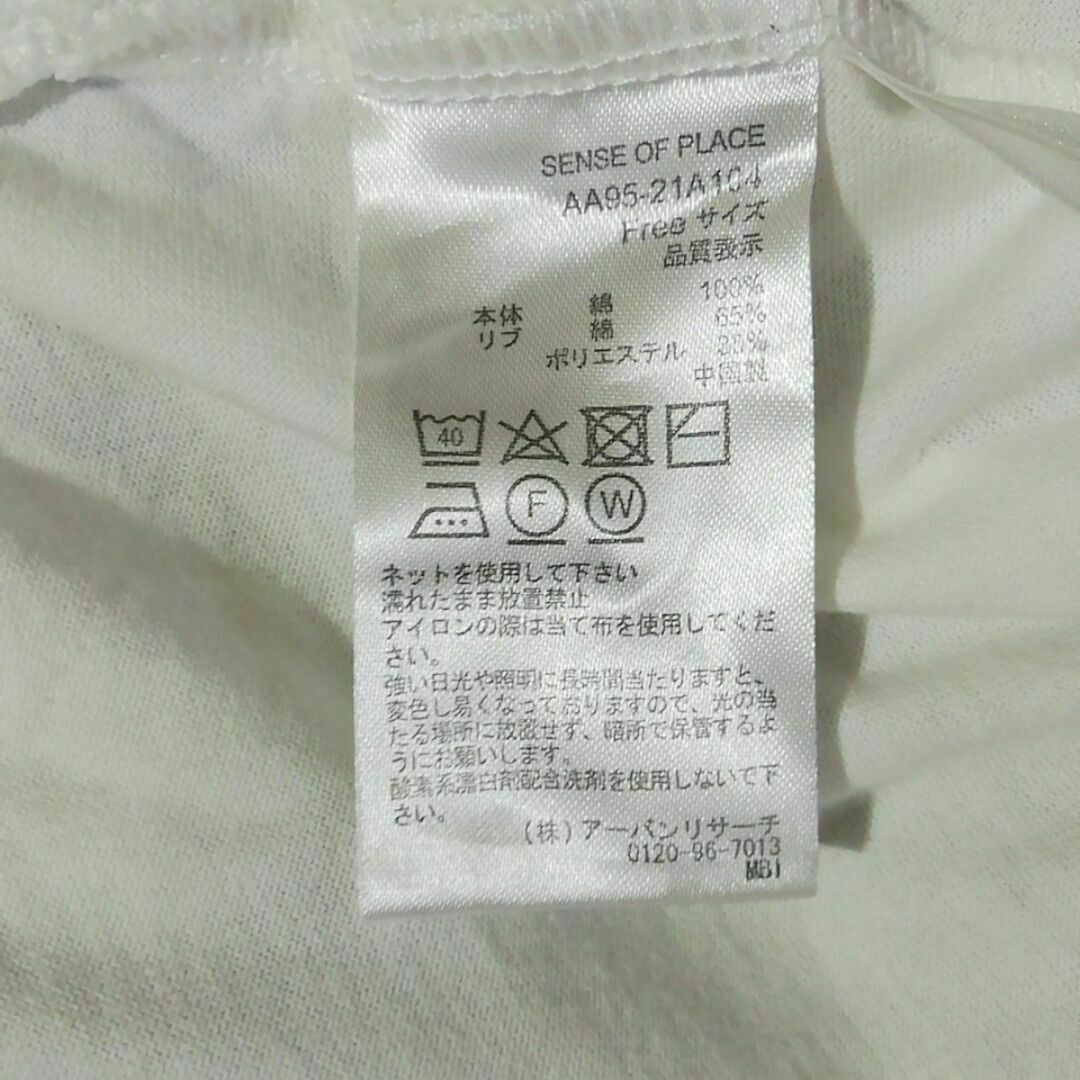 SENSE OF PLACE
AA95-21A104
Free サイズ
品質表示
本体 綿 100%
リブ 綿 65%
ポリエステル
中国製
40
F W
ネットを使用して下さい
濡れたまま放置禁止
アイロンの際は当て布を使用してくだ
さい。
強い日光や照明に長時間当たりますと、
変色し易くなっておりますので、光の当
たる場所に放置せず、暗所で保管するよ
うにお願いします。
酸素系漂白剤配合洗剤を使用しないで下
さい。
(株)アーバンリサーチ
0120-96-7013
MB1